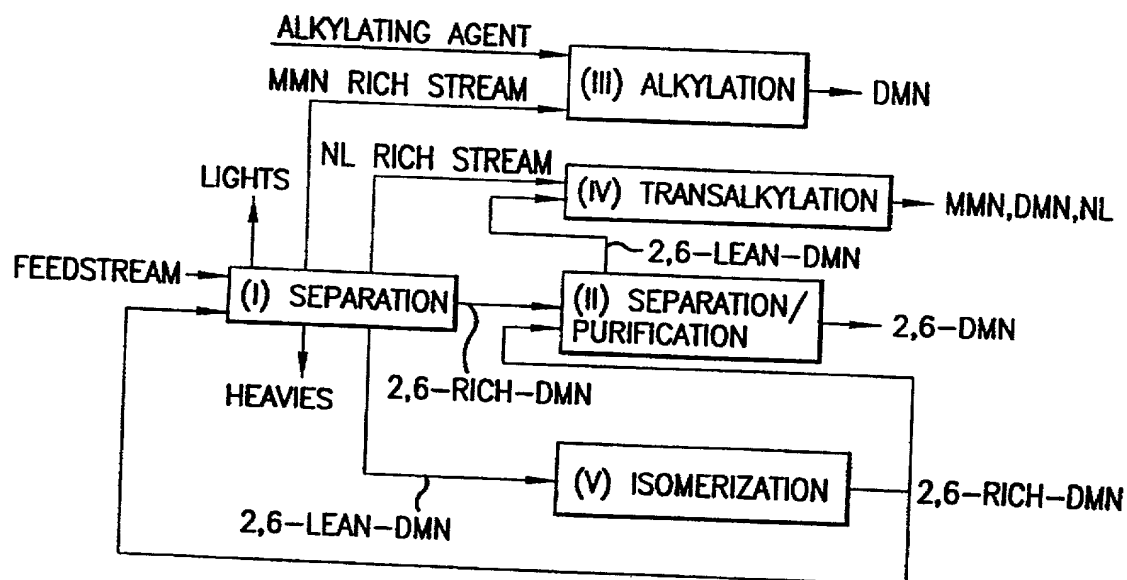 ALKYLATING AGENT
(III) ALKYLATION
DMN
MMN RICH STREAM
NL RICH STREAM
LIGHTS
(IV) TRANSALKYLATION
MMN,DMN,NL
2,6-LEAN-DMN
FEEDSTREAM
(I) SEPARATION
(II) SEPARATION/
PURIFICATION
2,6-DMN
HEAVIES
2,6-RICH-DMN
(V) ISOMERIZATION
2,6-RICH-DMN
2,6-LEAN-DMN